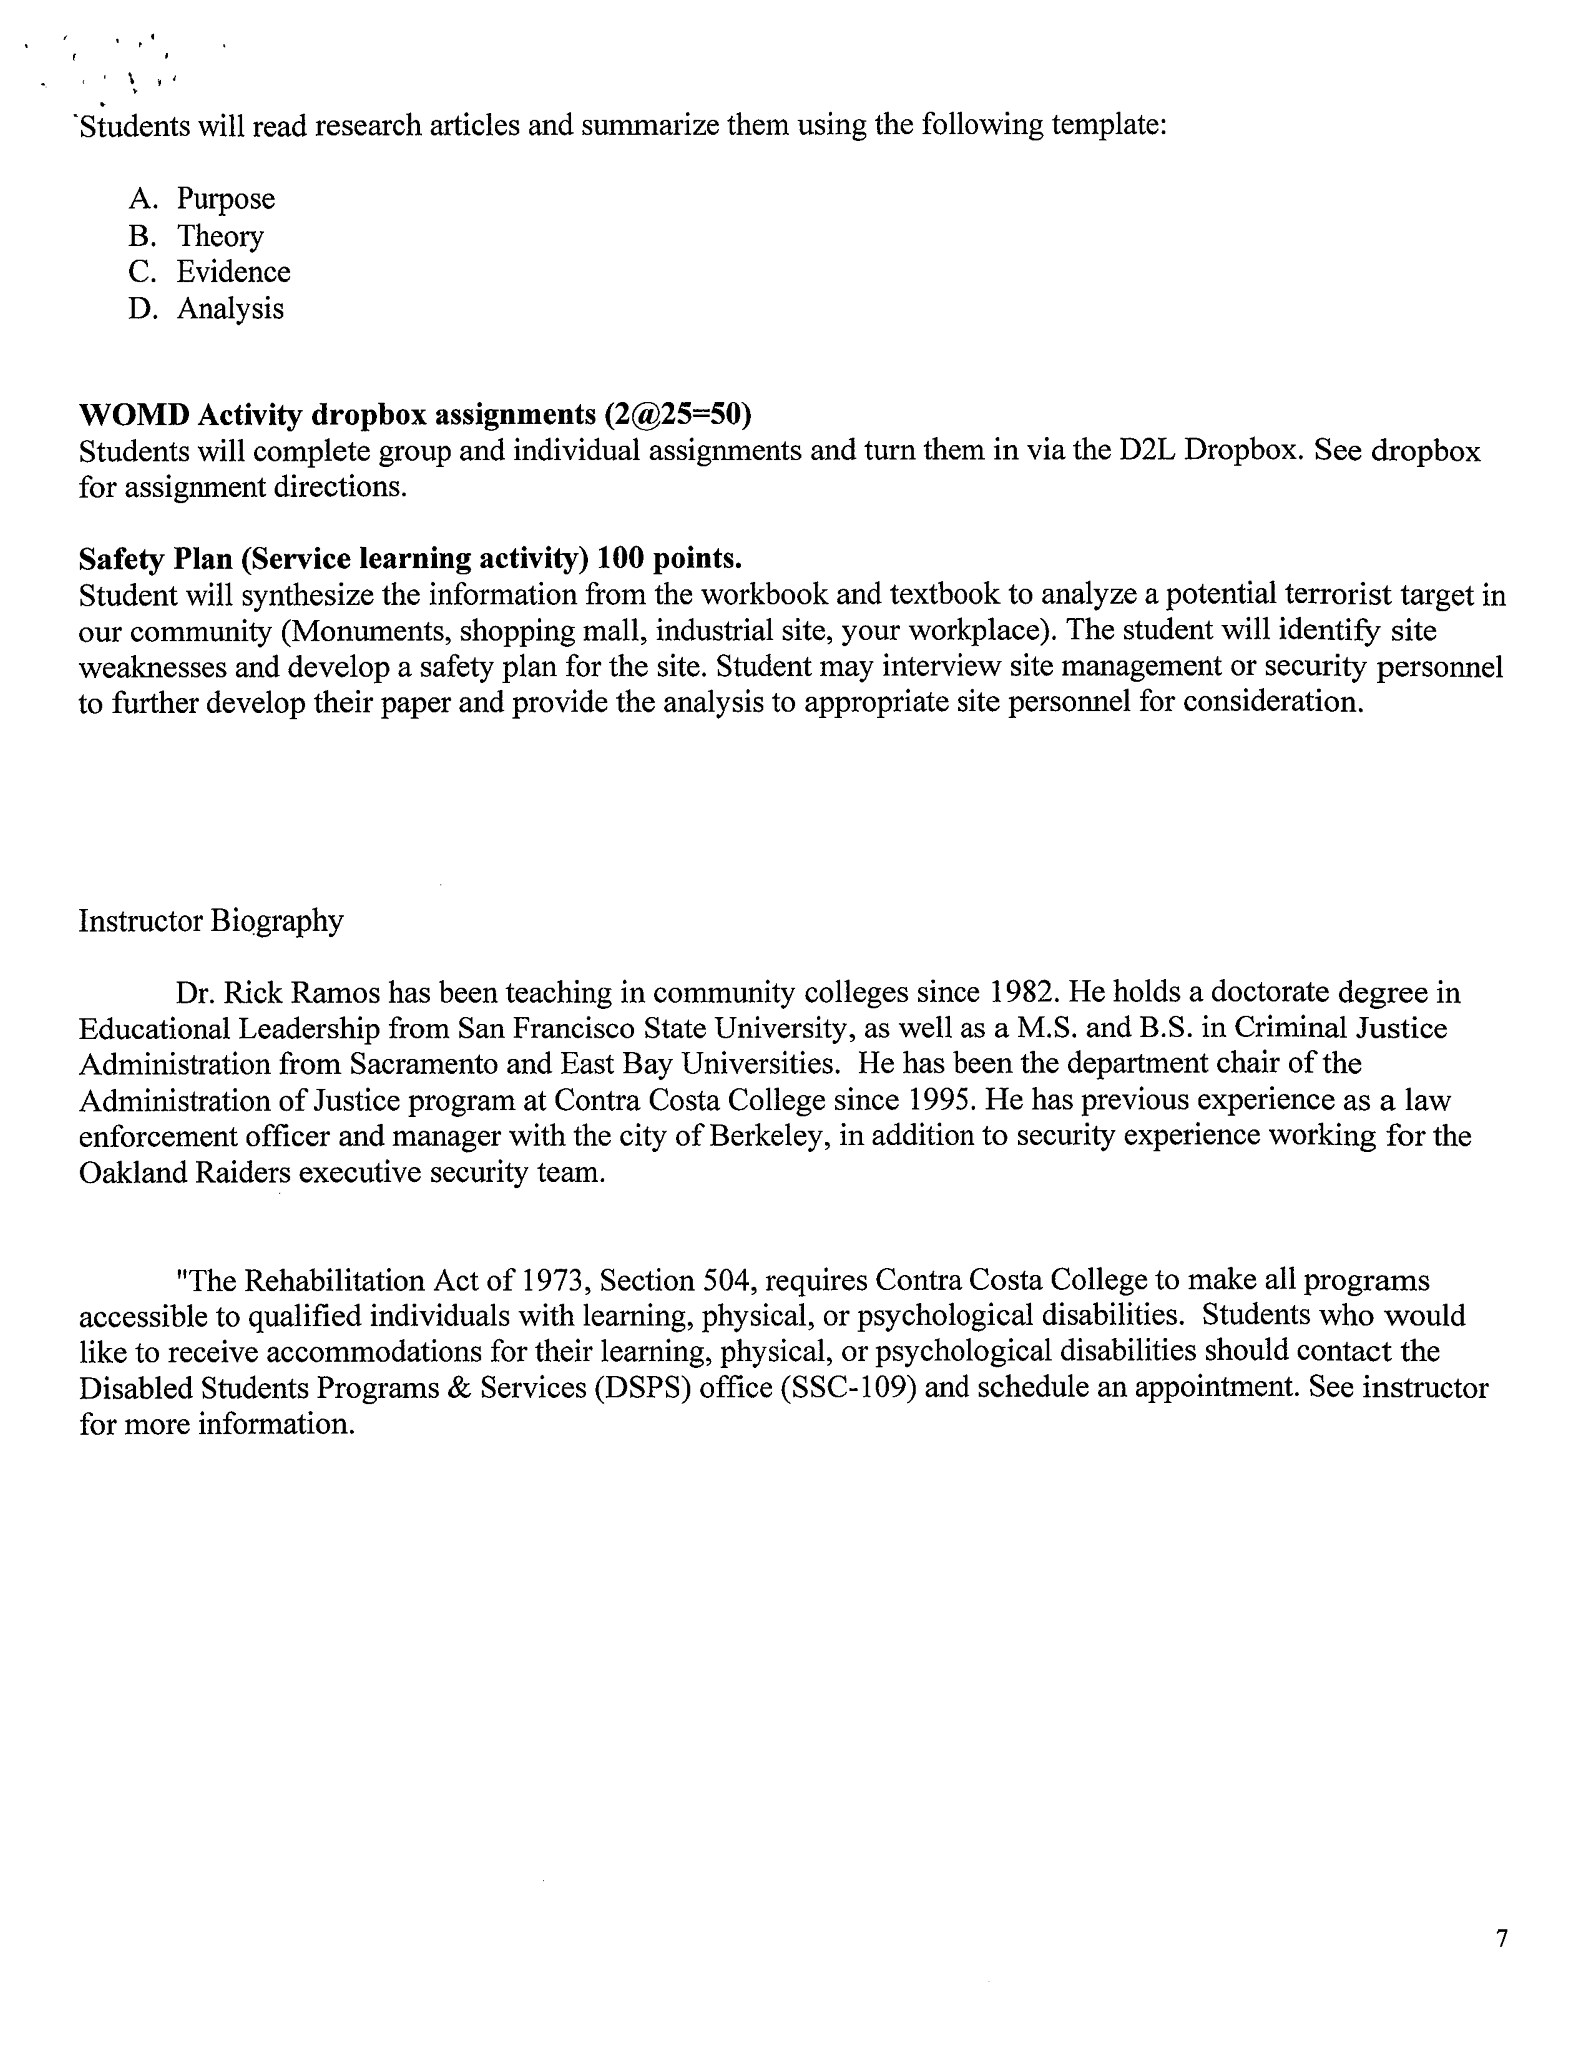 Students will read research articles and summarize them using the following template:
A. Purpose
B. Theory
C. Evidence
D. Analysis
WOMD Activity dropbox assignments (2@25=50)
Students will complete group and individual assignments and turn them in via the D2L Dropbox. See dropbox
for assignment directions.
Safety Plan (Service learning activity) 100 points.
Student will synthesize the information from the workbook and textbook to analyze a potential terrorist target in
our community (Monuments, shopping mall, industrial site, your workplace). The student will identify site
weaknesses and develop a safety plan for the site. Student may interview site management or security personnel
to further develop their paper and provide the analysis to appropriate site personnel for consideration.
Instructor Biography
Dr. Rick Ramos has been teaching in community colleges since 1982. He holds a doctorate degree in
Educational Leadership from San Francisco State University, as well as a M.S. and B.S. in Criminal Justice
Administration from Sacramento and East Bay Universities.  He has been the department chair of the
Administration of Justice program at Contra Costa College since 1995. He has previous experience as a law
enforcement officer and manager with the city of Berkeley, in addition to security experience working for the
Oakland Raiders executive security team.
"The Rehabilitation Act of 1973, Section 504, requires Contra Costa College to make all programs
accessible to qualified individuals with learning, physical, or psychological disabilities.  Students who would
like to receive accommodations for their learning, physical, or psychological disabilities should contact the
Disabled Students Programs & Services (DSPS) office (SSC-109) and schedule an appointment. See instructor
for more information.
7